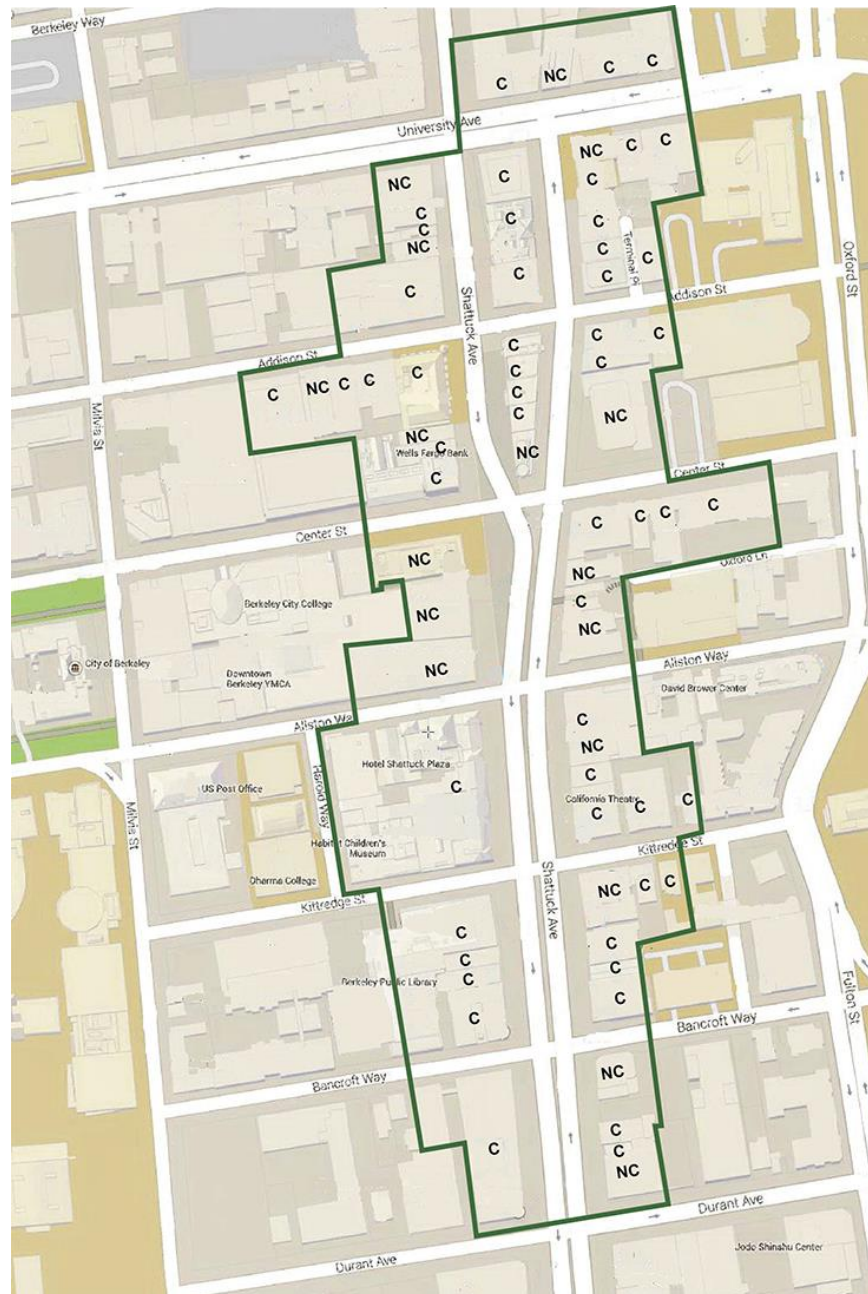 Berkeley Way
C
NC
C
C
University Ave
NC
C
C
NC
C
C
C
C
NC
C
C
C
C
C
C
C
Terminal Pl
Oxford St
Shattuck Ave
Addison St
Addison St
C
NC
C
C
C
C
C
C
C
NC
C
C
C
NC
NC
C
Wells Fargo Bank
C
Milvia St
Center St
Center St
C
C
C
C
NC
NC
C
NC
Oxford Ln
Berkeley City College
City of Berkeley
Downtown
Berkeley YMCA
NC
NC
Allston Way
David Brower Center
Allston Way
C
NC
C
Hotel Shattuck Plaza
C
US Post Office
Harold Way
California Theatre
C
C
C
Milvia St
Habitot Children's
Museum
Kittredge St
Dharma College
Kittredge St
Shattuck Ave
NC
C
C
C
C
C
C
C
C
C
Berkeley Public Library
C
Fulton St
Bancroft Way
Bancroft Way
NC
C
C
C
NC
Durant Ave
Durant Ave
Jodo Shinshu Center